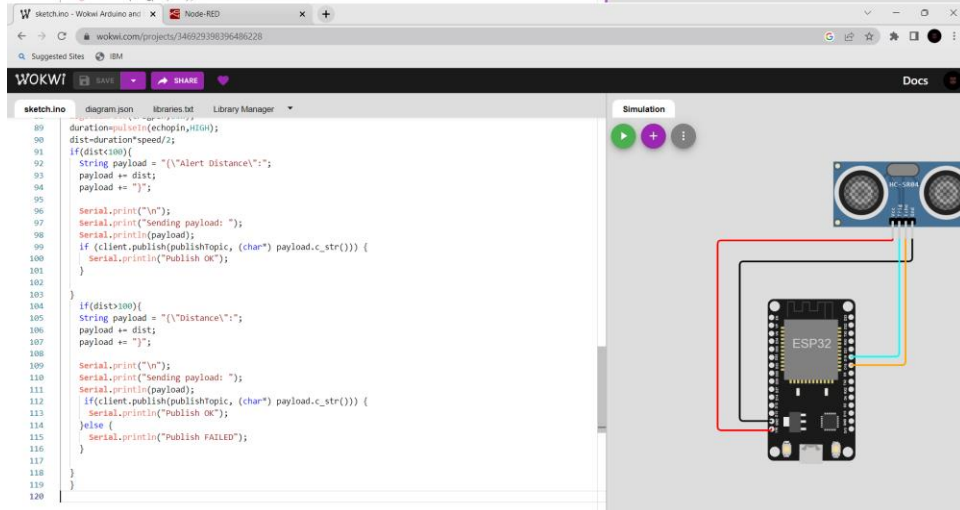 sketch.ino - Wokwi Arduino and
Node-RED
wokwi.com/projects/346929398396486228
Suggested Sites
IBM
WOKWI
SAVE
SHARE
Docs
sketch.ino
diagram.json
libraries.txt
Library Manager
Simulation
89 duration=pulseIn(echopin,HIGH);
90 dist=duration*speed/2;
91 if(dist<100){
92 String payload = "{\"Alert Distance\":";
93 payload += dist;
94 payload += "}";
95
96 Serial.print("\n");
97 Serial.print("Sending payload: ");
98 Serial.println(payload);
99 if (client.publish(publishTopic, (char*) payload.c_str())) {
100 Serial.println("Publish OK");
101 }
102
103 }
104 if(dist>100){
105 String payload = "{\"Distance\":";
106 payload += dist;
107 payload += "}";
108
109 Serial.print("\n");
110 Serial.print("Sending payload: ");
111 Serial.println(payload);
112 if(client.publish(publishTopic, (char*) payload.c_str())) {
113 Serial.println("Publish OK");
114 }else {
115 Serial.println("Publish FAILED");
116 }
117
118 }
119 }
120
HC-SR04
ESP32